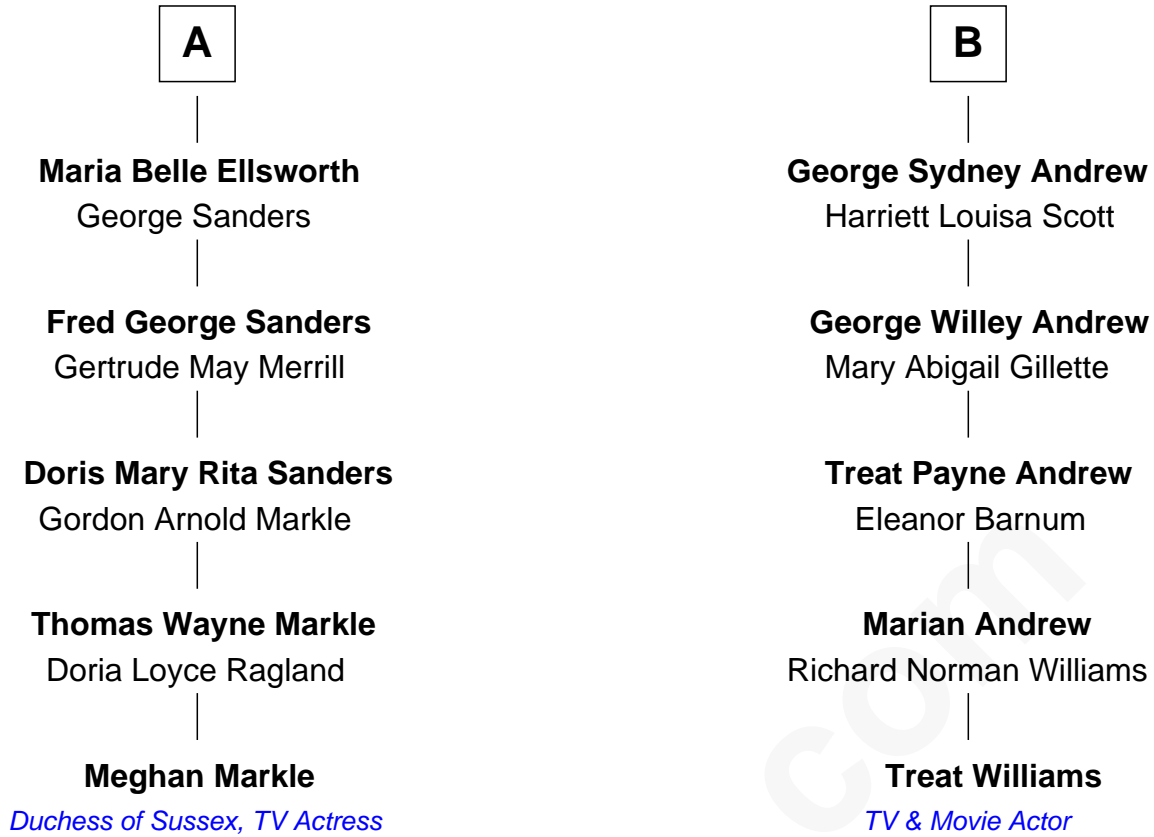 A
Maria Belle Ellsworth
George Sanders
Fred George Sanders
Gertrude May Merrill
Doris Mary Rita Sanders
Gordon Arnold Markle
Thomas Wayne Markle
Doria Loyce Ragland
Meghan Markle
Duchess of Sussex, TV Actress
B
George Sydney Andrew
Harriett Louisa Scott
George Willey Andrew
Mary Abigail Gillette
Treat Payne Andrew
Eleanor Barnum
Marian Andrew
Richard Norman Williams
Treat Williams
TV & Movie Actor
com